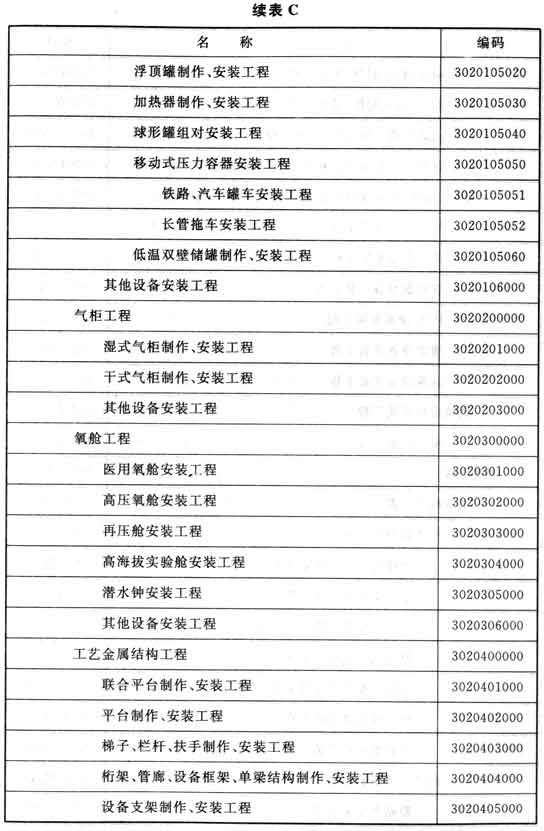 续表 C
名 称 编码
浮顶罐制作、安装工程 3020105020
加热器制作、安装工程 3020105030
球形罐组对安装工程 3020105040
移动式压力容器安装工程 3020105050
铁路、汽车罐车安装工程 3020105051
长管拖车安装工程 3020105052
低温双壁储罐制作、安装工程 3020105060
其他设备安装工程 3020106000
气柜工程 3020200000
湿式气柜制作、安装工程 3020201000
干式气柜制作、安装工程 3020202000
其他设备安装工程 3020203000
氧舱工程 3020300000
医用氧舱安装工程 3020301000
高压氧舱安装工程 3020302000
再压舱安装工程 3020303000
高海拔实验舱安装工程 3020304000
潜水钟安装工程 3020305000
其他设备安装工程 3020306000
工艺金属结构工程 3020400000
联合平台制作、安装工程 3020401000
平台制作、安装工程 3020402000
梯子、栏杆、扶手制作、安装工程 3020403000
桁架、管廊、设备框架、单梁结构制作、安装工程 3020404000
设备支架制作、安装工程 3020405000